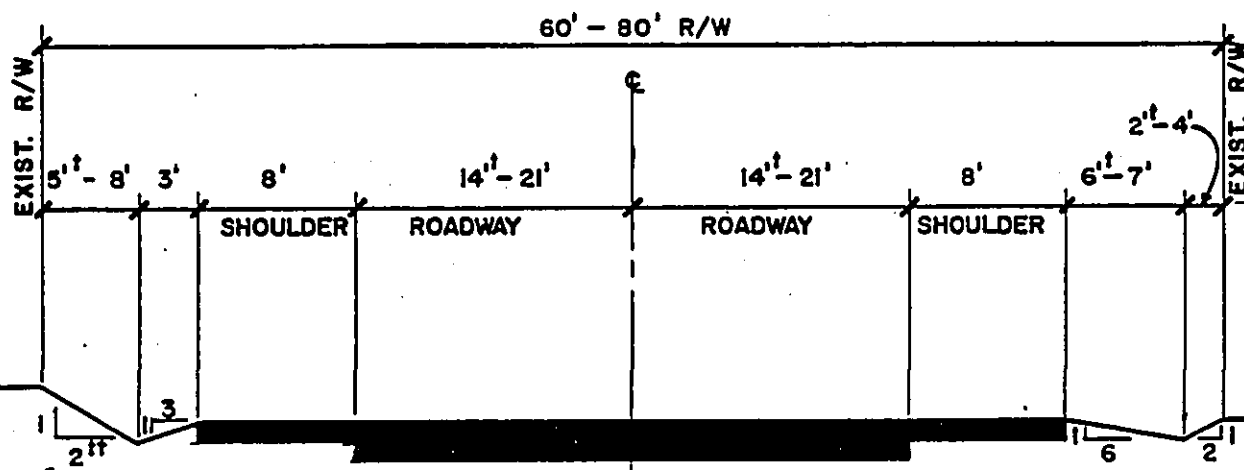 60' - 80' R/W
℄
EXIST. R/W
EXIST. R/W
2'† - 4'
5'† - 8' 3' 8' 14'† - 21' 14'† - 21' 8' 6'† - 7'
SHOULDER ROADWAY ROADWAY SHOULDER
1 2†† 1 3 1 6 2 1